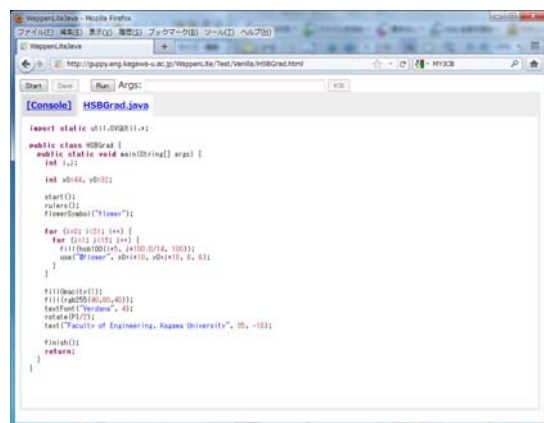 WappenLiteJava - Mozilla Firefox
ファイル(F) 編集(E) 表示(V) 履歴(S) ブックマーク(B) ツール(T) ヘルプ(H)
WappenLiteJava
http://guppy.eng.kagawa-u.ac.jp/WappenLite/Test/Vanilla/HSBGrad.html
Start Save Run Args: Kill
[Console] HSBGrad.java
import static util.SVGUtil.*;
public class HSBGrad {
public static void main(String[] args) {
int i,j;
int x0=44, y0=32;
start();
rulers();
flowerSymbol("flower");
for (i=0; i<21; i++) {
for (j=1; j<15; j++) {
fill(hsb100(i*5, j*100.0/14, 100));
use("#flower", x0+i*10, y0+j*10, 6, 6);
}
}
fillOpacity(1);
fill(rgb255(40,80,40));
textFont("Verdana", 4);
rotate(PI/2);
text("Faculty of Engineering, Kagawa University", 35, -10);
finish();
return;
}
}